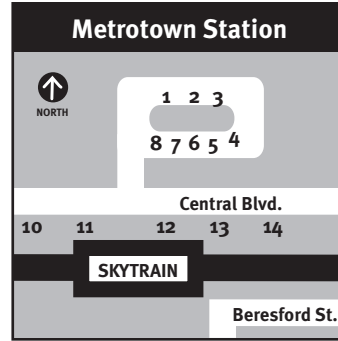 Metrotown Station
NORTH
1 2 3
8 7 6 5 4
Central Blvd.
10 11 12 13 14
SKYTRAIN
Beresford St.